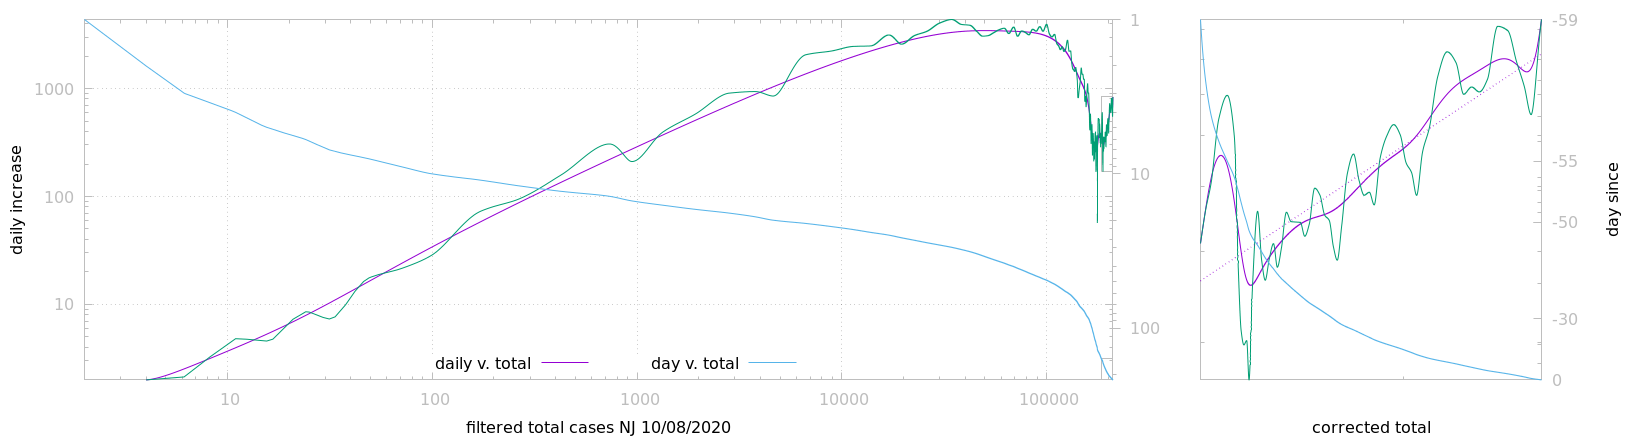 1
-59
1000
daily increase
10
-55
day since
100
-50
10
100
-30
daily v. total
day v. total
0
10
100
1000
10000
100000
filtered total cases NJ 10/08/2020
corrected total